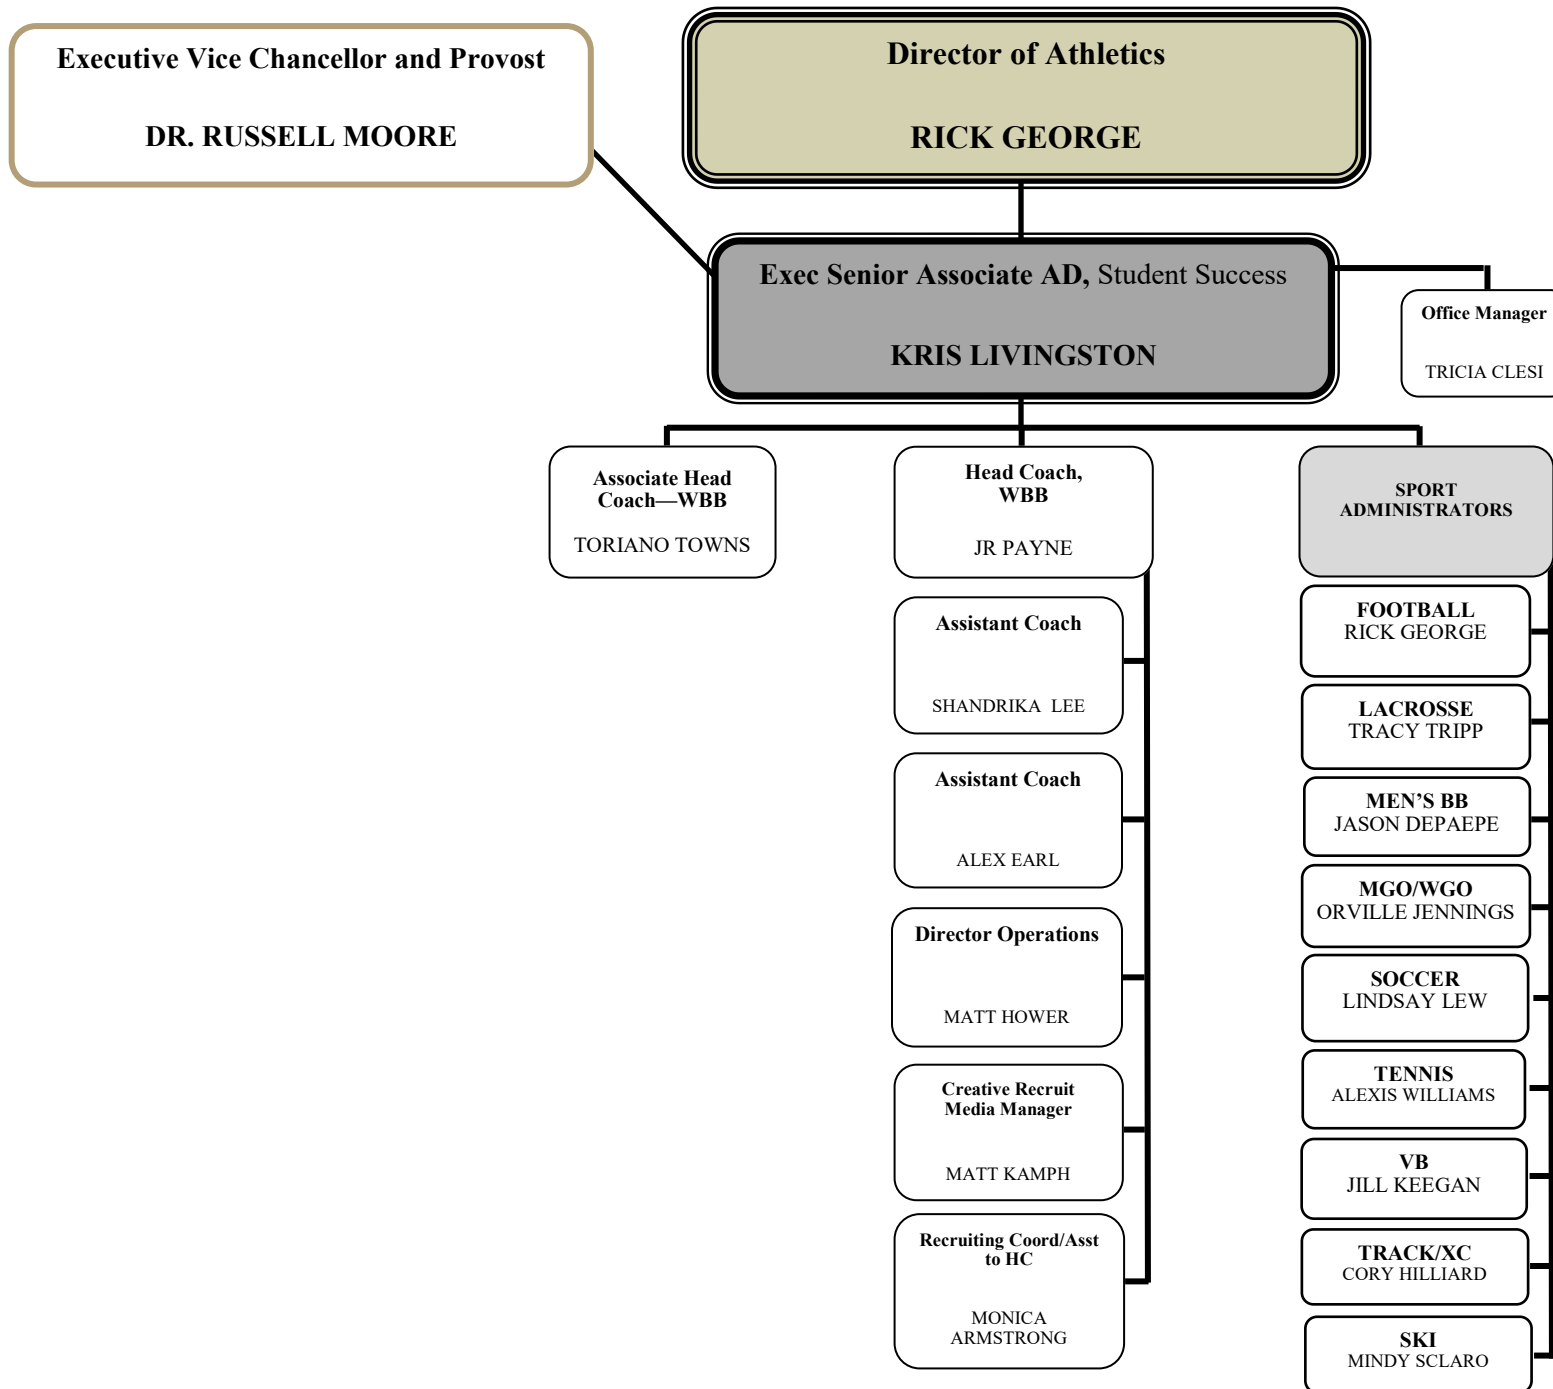 Executive Vice Chancellor and Provost
DR. RUSSELL MOORE
Director of Athletics
RICK GEORGE
Exec Senior Associate AD, Student Success
KRIS LIVINGSTON
Office Manager
TRICIA CLESI
Associate Head
Coach—WBB
TORIANO TOWNS
Head Coach,
WBB
JR PAYNE
Assistant Coach
SHANDRIKA LEE
Assistant Coach
ALEX EARL
Director Operations
MATT HOWER
Creative Recruit
Media Manager
MATT KAMPH
Recruiting Coord/Asst
to HC
MONICA
ARMSTRONG
SPORT
ADMINISTRATORS
FOOTBALL
RICK GEORGE
LACROSSE
TRACY TRIPP
MEN’S BB
JASON DEPAEPE
MGO/WGO
ORVILLE JENNINGS
SOCCER
LINDSAY LEW
TENNIS
ALEXIS WILLIAMS
VB
JILL KEEGAN
TRACK/XC
CORY HILLIARD
SKI
MINDY SCLARO